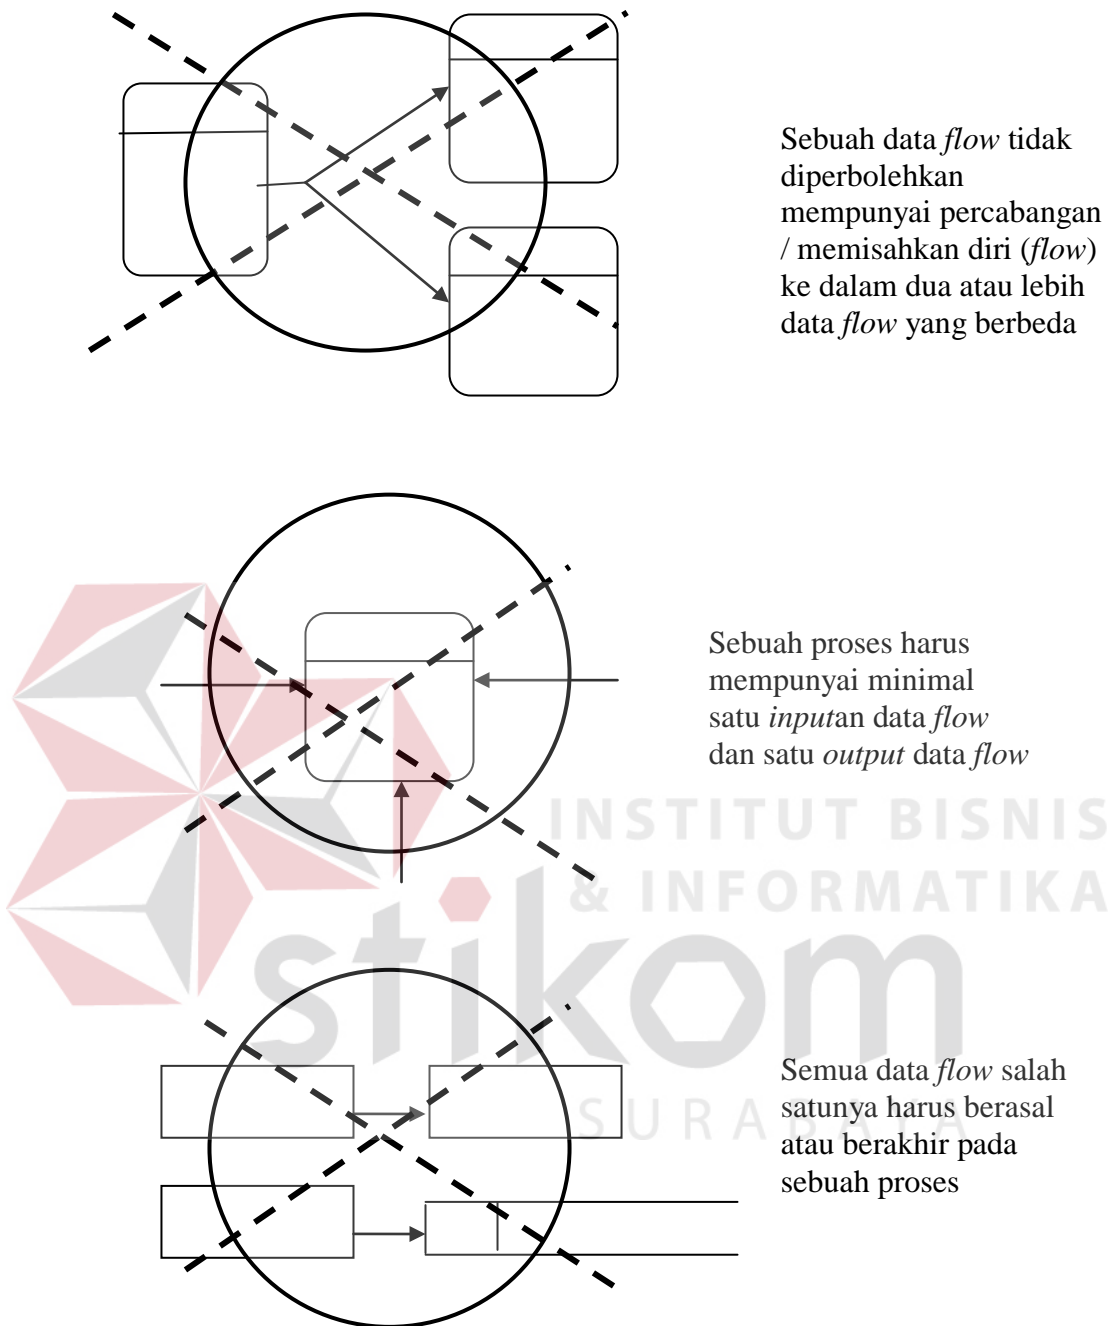 Sebuah data flow tidak
diperbolehkan
mempunyai percabangan
/ memisahkan diri (flow)
ke dalam dua atau lebih
data flow yang berbeda
Sebuah proses harus
mempunyai minimal
satu inputan data flow
dan satu output data flow
INSTITUT BISNIS
& INFORMATIKA
stikom
SURABAYA
Semua data flow salah
satunya harus berasal
atau berakhir pada
sebuah proses